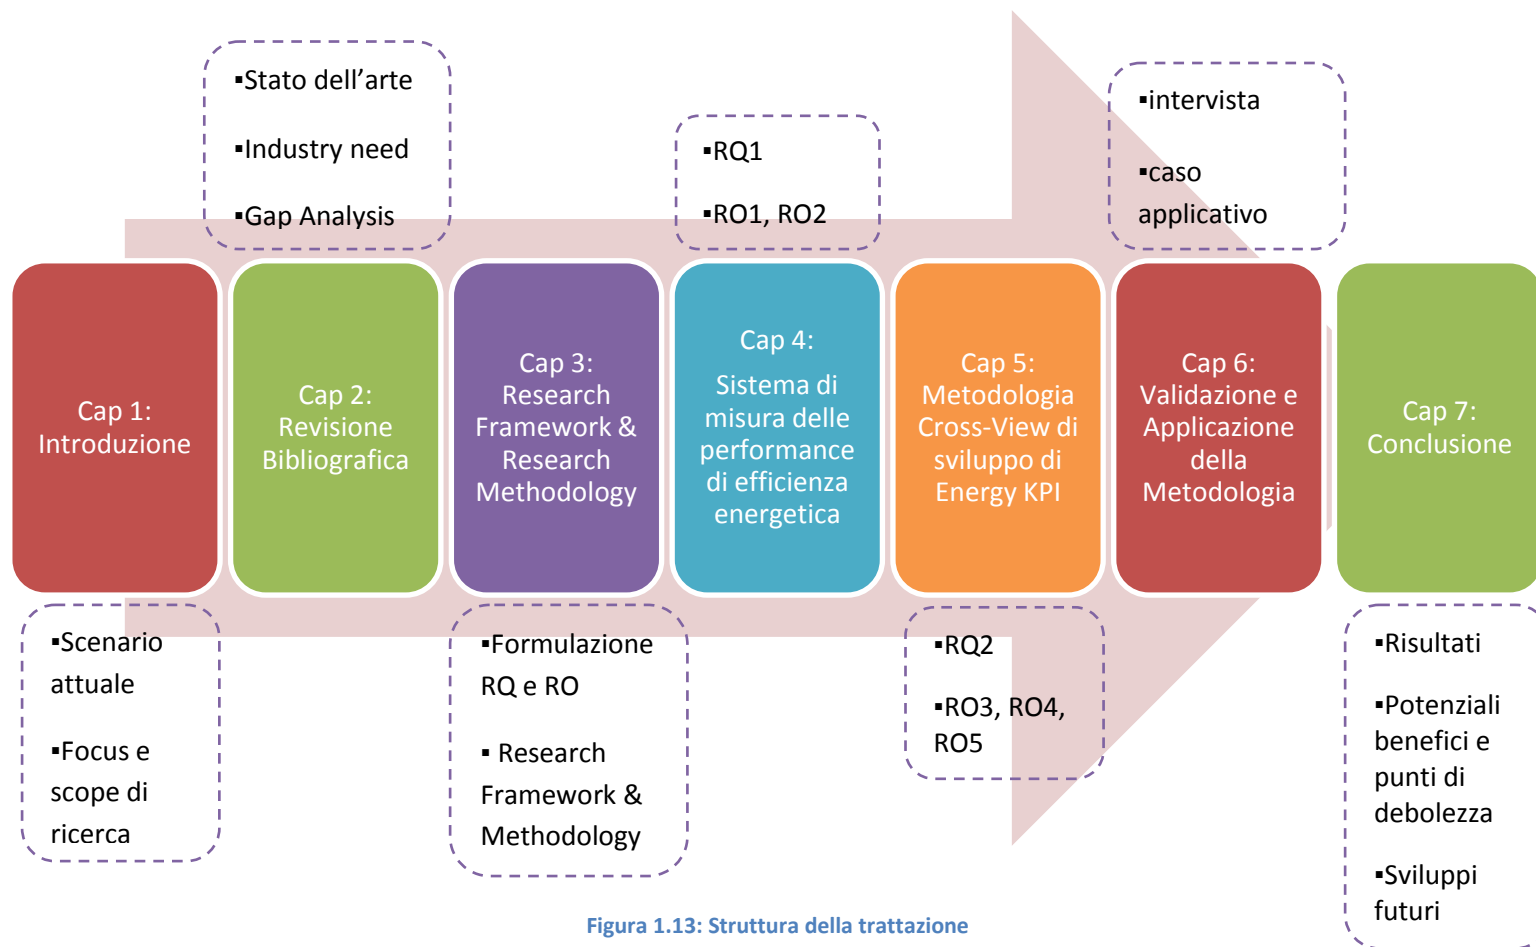 ▪Stato dell’arte
▪Industry need
▪Gap Analysis
▪RQ1
▪RO1, RO2
▪intervista
▪caso
applicativo
Cap 1:
Introduzione
Cap 2:
Revisione
Bibliografica
Cap 3:
Research
Framework &
Research
Methodology
Cap 4:
Sistema di
misura delle
performance
di efficienza
energetica
Cap 5:
Metodologia
Cross-View di
sviluppo di
Energy KPI
Cap 6:
Validazione e
Applicazione
della
Metodologia
Cap 7:
Conclusione
▪Scenario
attuale
▪Focus e
scope di
ricerca
▪Formulazione
RQ e RO
▪ Research
Framework &
Methodology
▪RQ2
▪RO3, RO4,
RO5
▪Risultati
▪Potenziali
benefici e
punti di
debolezza
▪Sviluppi
futuri
Figura 1.13: Struttura della trattazione